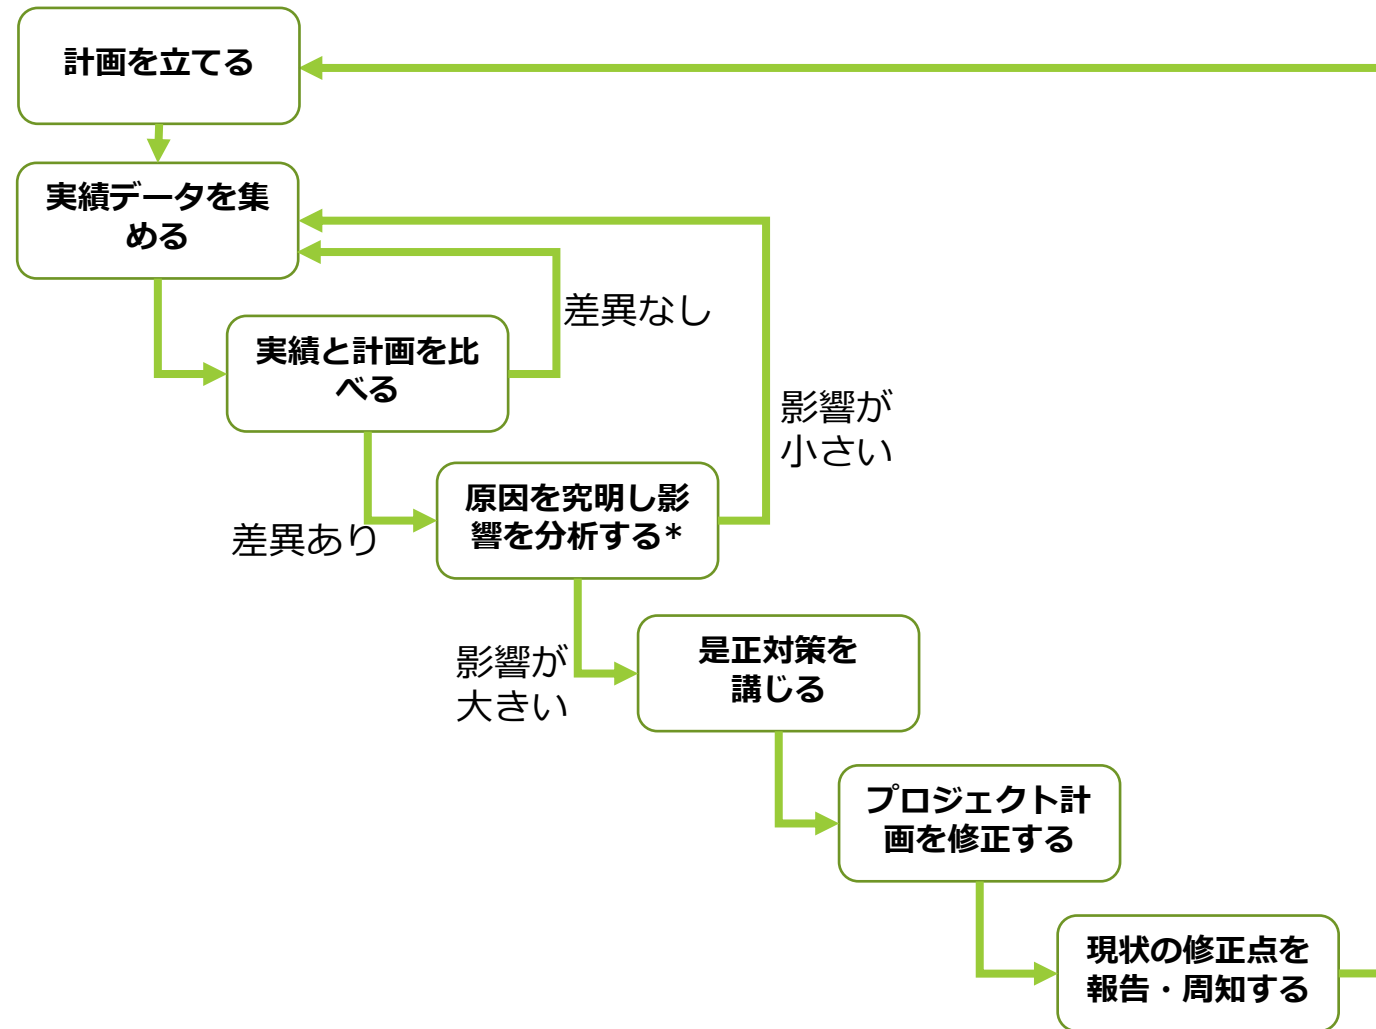 計画を立てる
実績データを集
める
差異なし
実績と計画を比
べる
影響が
小さい
原因を究明し影
響を分析する*
差異あり
影響が
大きい
是正対策を
講じる
プロジェクト計
画を修正する
現状の修正点を
報告・周知する